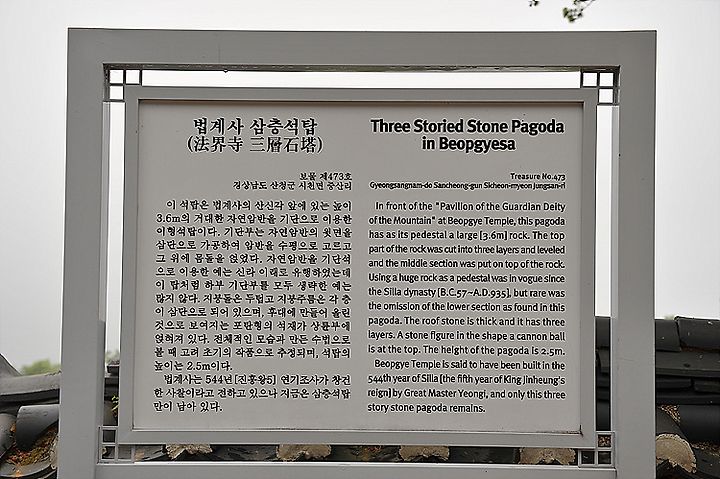 법계사 삼층석탑
(法界寺 三層石塔)
보물 제473호
경상남도 산청군 시천면 중산리
이 석탑은 법계사의 산신각 앞에 있는 높이
3.6m의 거대한 자연암반을 기단으로 이용한
이형석탑이다. 기단부는 자연암반의 윗면을
삼단으로 가공하여 암반을 수평으로 고르고
그 위에 몸돌을 얹었다. 자연암반을 기단석
으로 이용한 예는 신라 이래로 유행하였는데
이 탑처럼 하부 기단부를 모두 생략한 예는
많지 않다. 지붕돌은 두텁고 지붕주름은 각 층
이 삼단으로 되어 있으며, 후대에 만들어 올린
것으로 보여지는 포탄형의 석재가 상륜부에
얹혀져 있다. 전체적인 모습과 만든 수법으로
볼 때 고려 초기의 작품으로 추정되며, 석탑의
높이는 2.5m이다.
법계사는 544년[진흥왕5] 연기조사가 창건
한 사찰이라고 전하고 있으나 지금은 삼층석탑
만이 남아 있다.
Three Storied Stone Pagoda
in Beopgyesa
Treasure No.473
Gyeongsangnam-do Sancheong-gun Sicheon-myeon Jungsan-ri
In front of the "Pavilion of the Guardian Deity
of the Mountain" at Beopgye Temple, this pagoda
has as its pedestal a large [3.6m] rock. The top
part of the rock was cut into three layers and leveled
and the middle section was put on top of the rock.
Using a huge rock as a pedestal was in vogue since
the Silla dynasty [B.C.57~A.D.935], but rare was
the omission of the lower section as found in this
pagoda. The roof stone is thick and it has three
layers. A stone figure in the shape a cannon ball
is at the top. The height of the pagoda is 2.5m.
Beopgye Temple is said to have been built in the
544th year of Silla [the fifth year of King Jinheung's
reign] by Great Master Yeongi, and only this three
story stone pagoda remains.